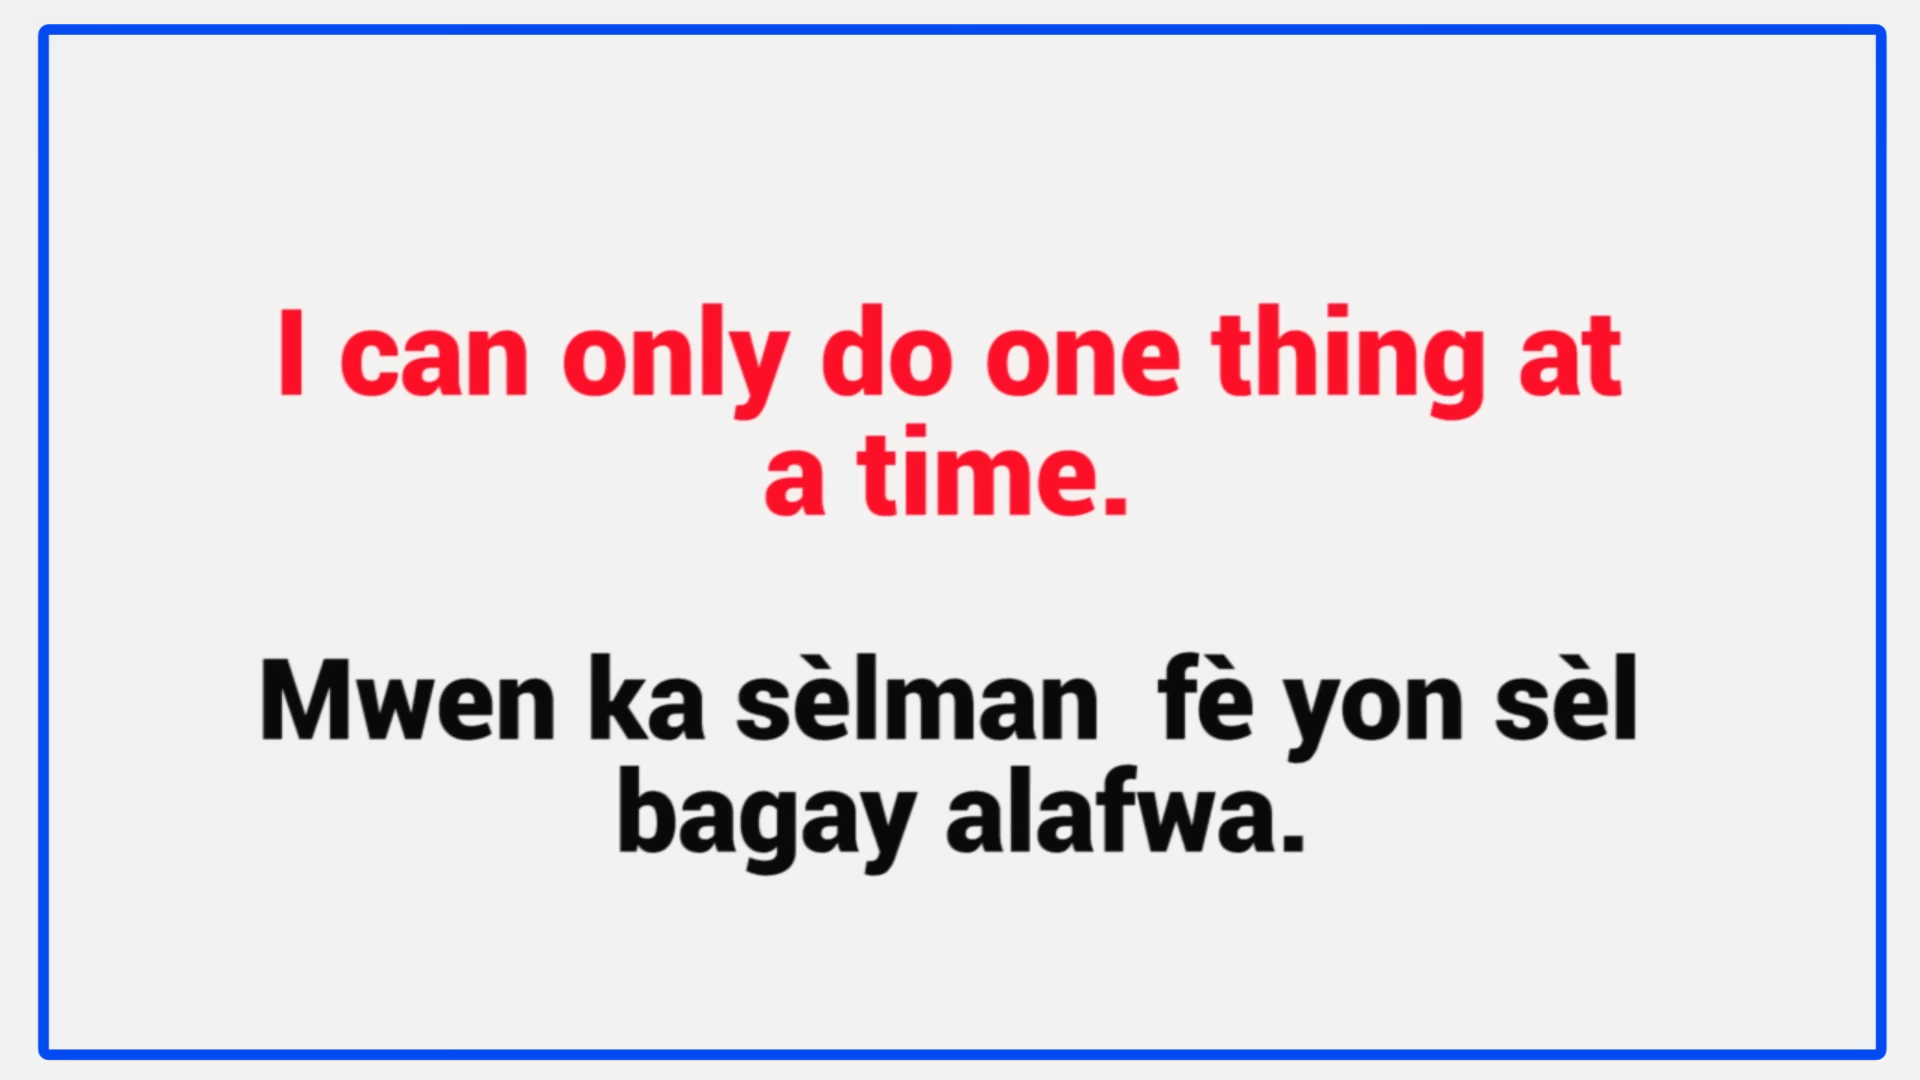 I can only do one thing at
a time.
Mwen ka sèlman  fè yon sèl
bagay alafwa.